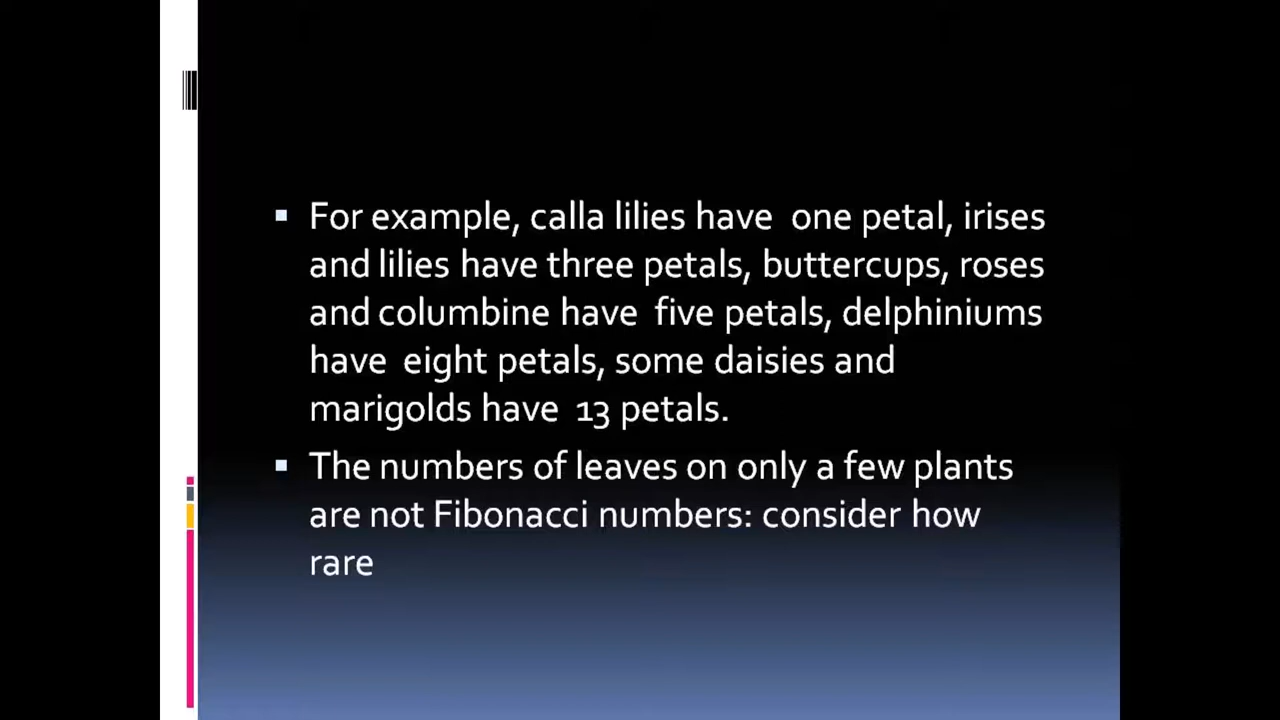 For example, calla lilies have one petal, irises
and lilies have three petals, buttercups, roses
and columbine have five petals, delphiniums
have eight petals, some daisies and
marigolds have 13 petals.
The numbers of leaves on only a few plants
are not Fibonacci numbers: consider how
rare